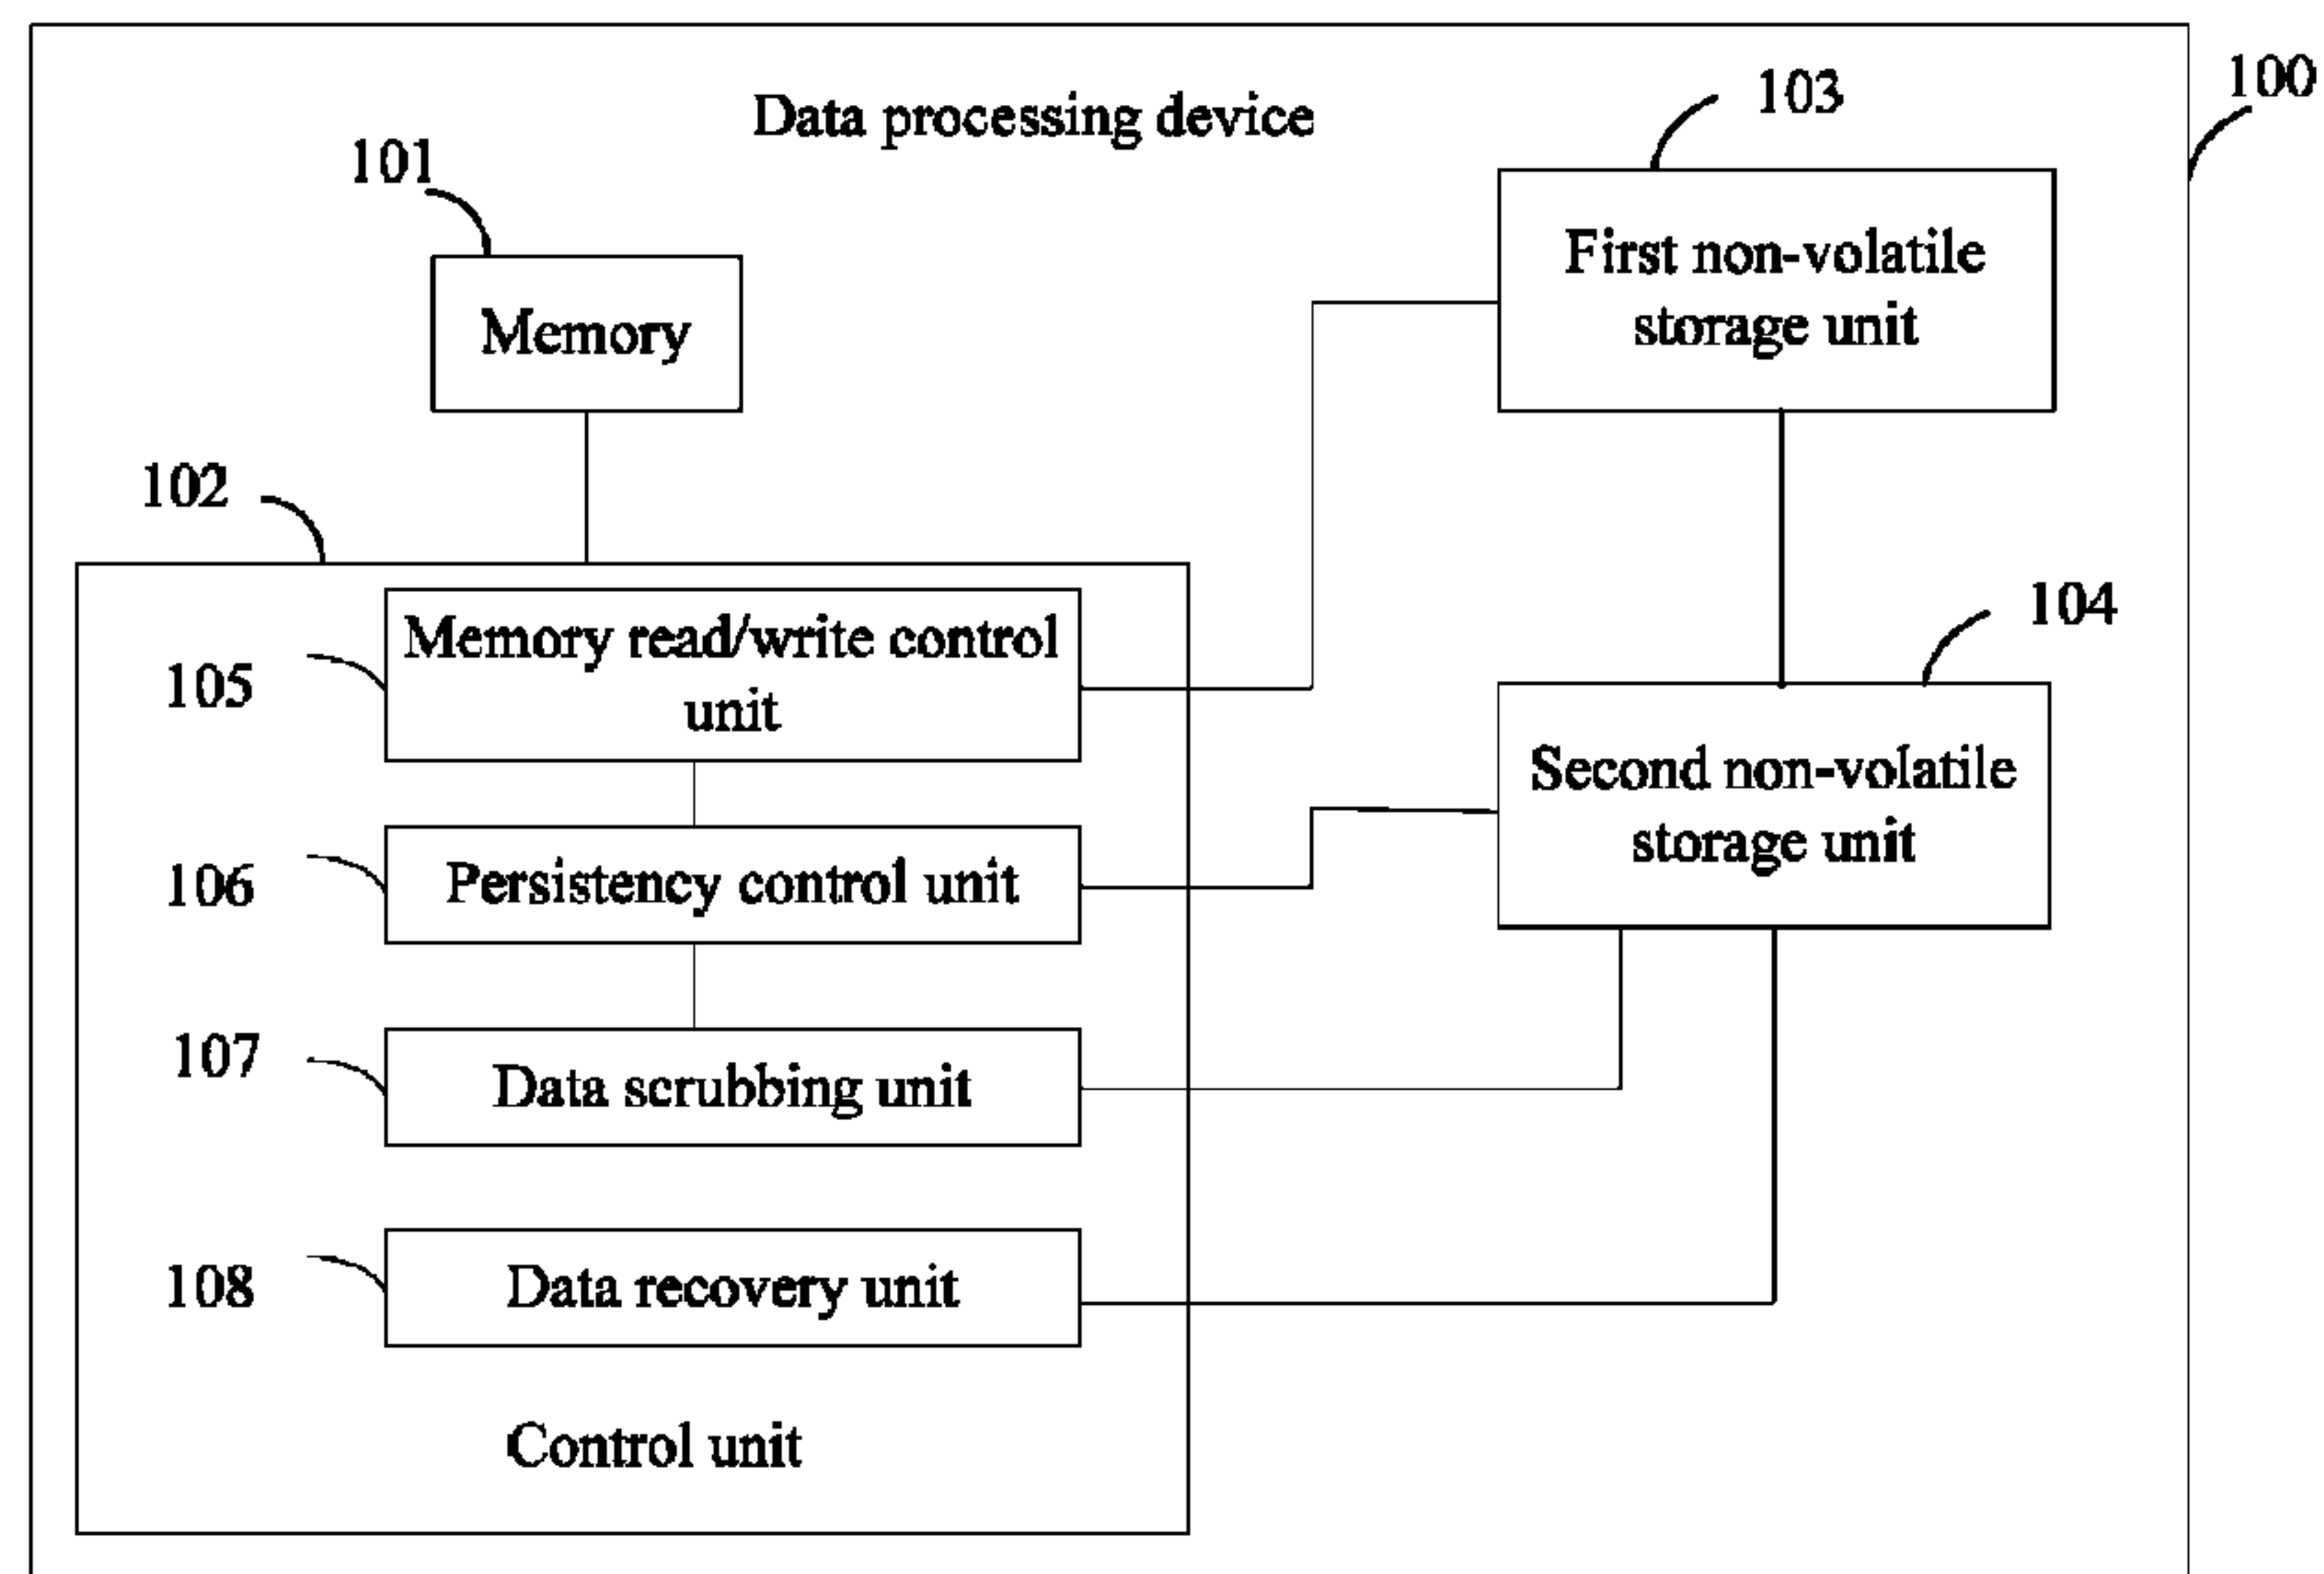 100
Data processing device
103
101
First non-volatile
storage unit
Memory
102
104
Memory read/write control
unit
105
Second non-volatile
storage unit
Persistency control unit
106
107
Data scrubbing unit
108
Data recovery unit
Control unit